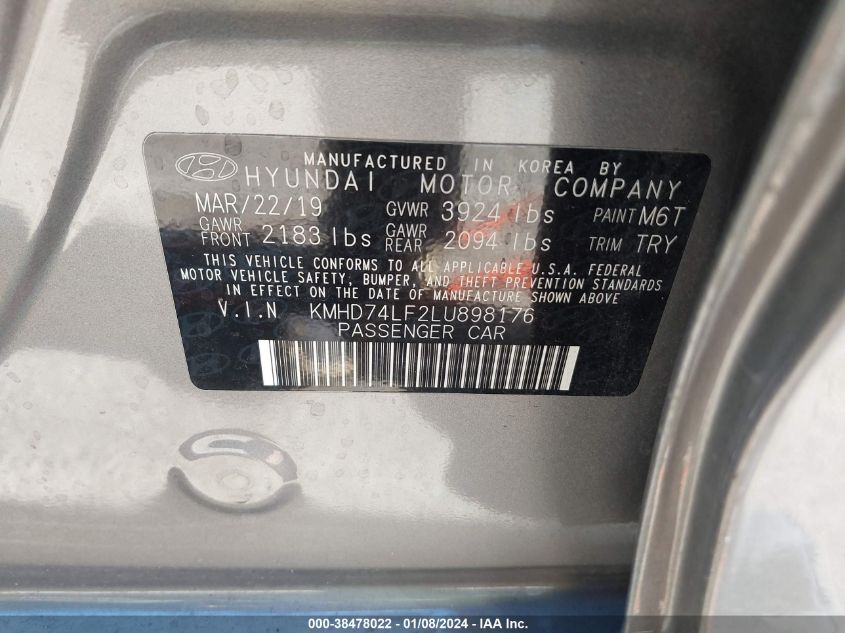 MANUFACTURED IN KOREA BY
HYUNDAI MOTOR COMPANY
MAR/22/19 GVWR 3924 lbs PAINT M6T
GAWR FRONT 2183 lbs GAWR REAR 2094 lbs TRIM TRY
THIS VEHICLE CONFORMS TO ALL APPLICABLE U.S.A. FEDERAL
MOTOR VEHICLE SAFETY, BUMPER, AND THEFT PREVENTION STANDARDS
IN EFFECT ON THE DATE OF MANUFACTURE SHOWN ABOVE
V.I.N KMHD74LF2LU898176
PASSENGER CAR
000-38478022 - 01/08/2024 - IAA Inc.